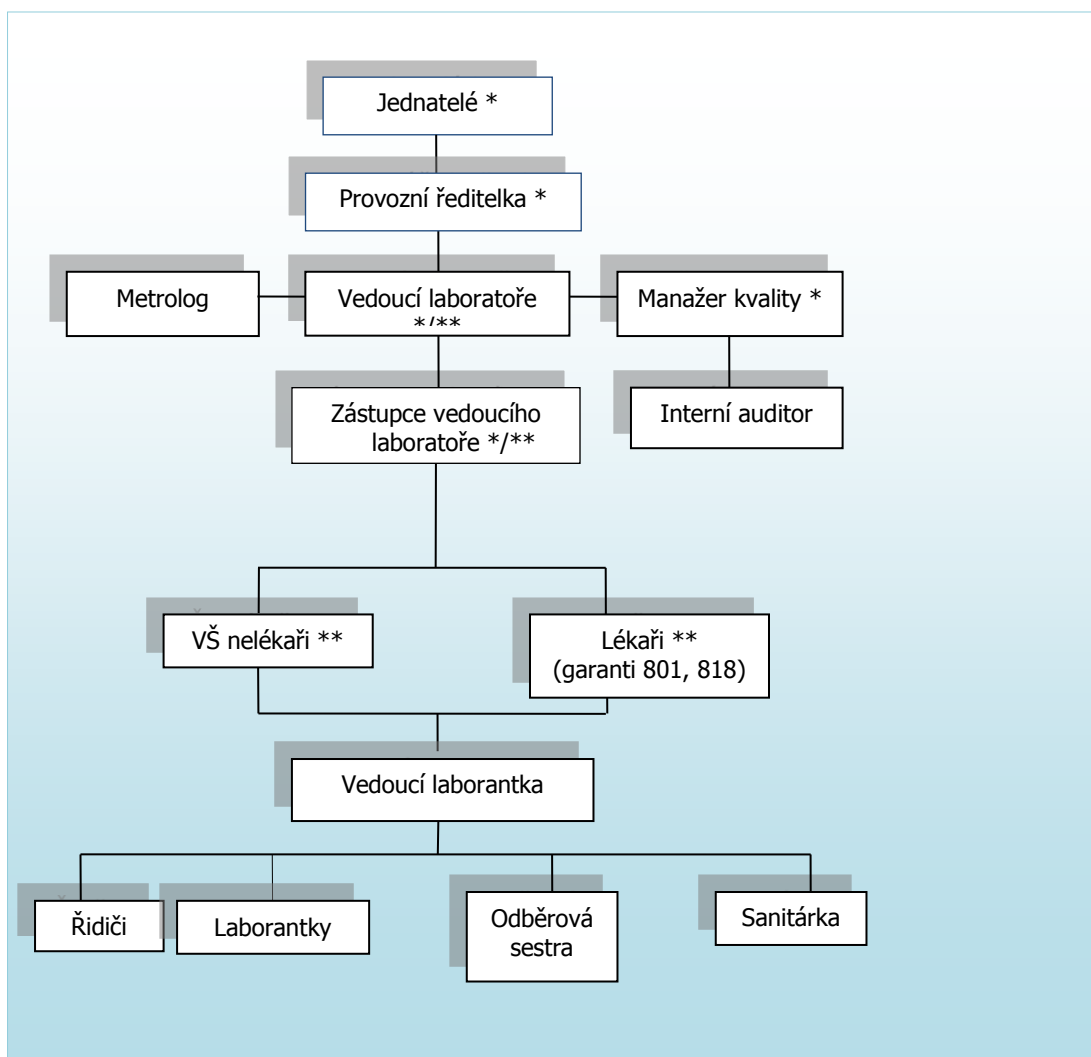 Jednatelé *
Provozní ředitelka *
Metrolog
Vedoucí laboratoře
*/**
Manažer kvality *
Zástupce vedoucího
laboratoře */**
Interní auditor
VŠ nelékaři **
Lékaři **
(garanti 801, 818)
Vedoucí laborantka
Řidiči
Laborantky
Odběrová
sestra
Sanitárka